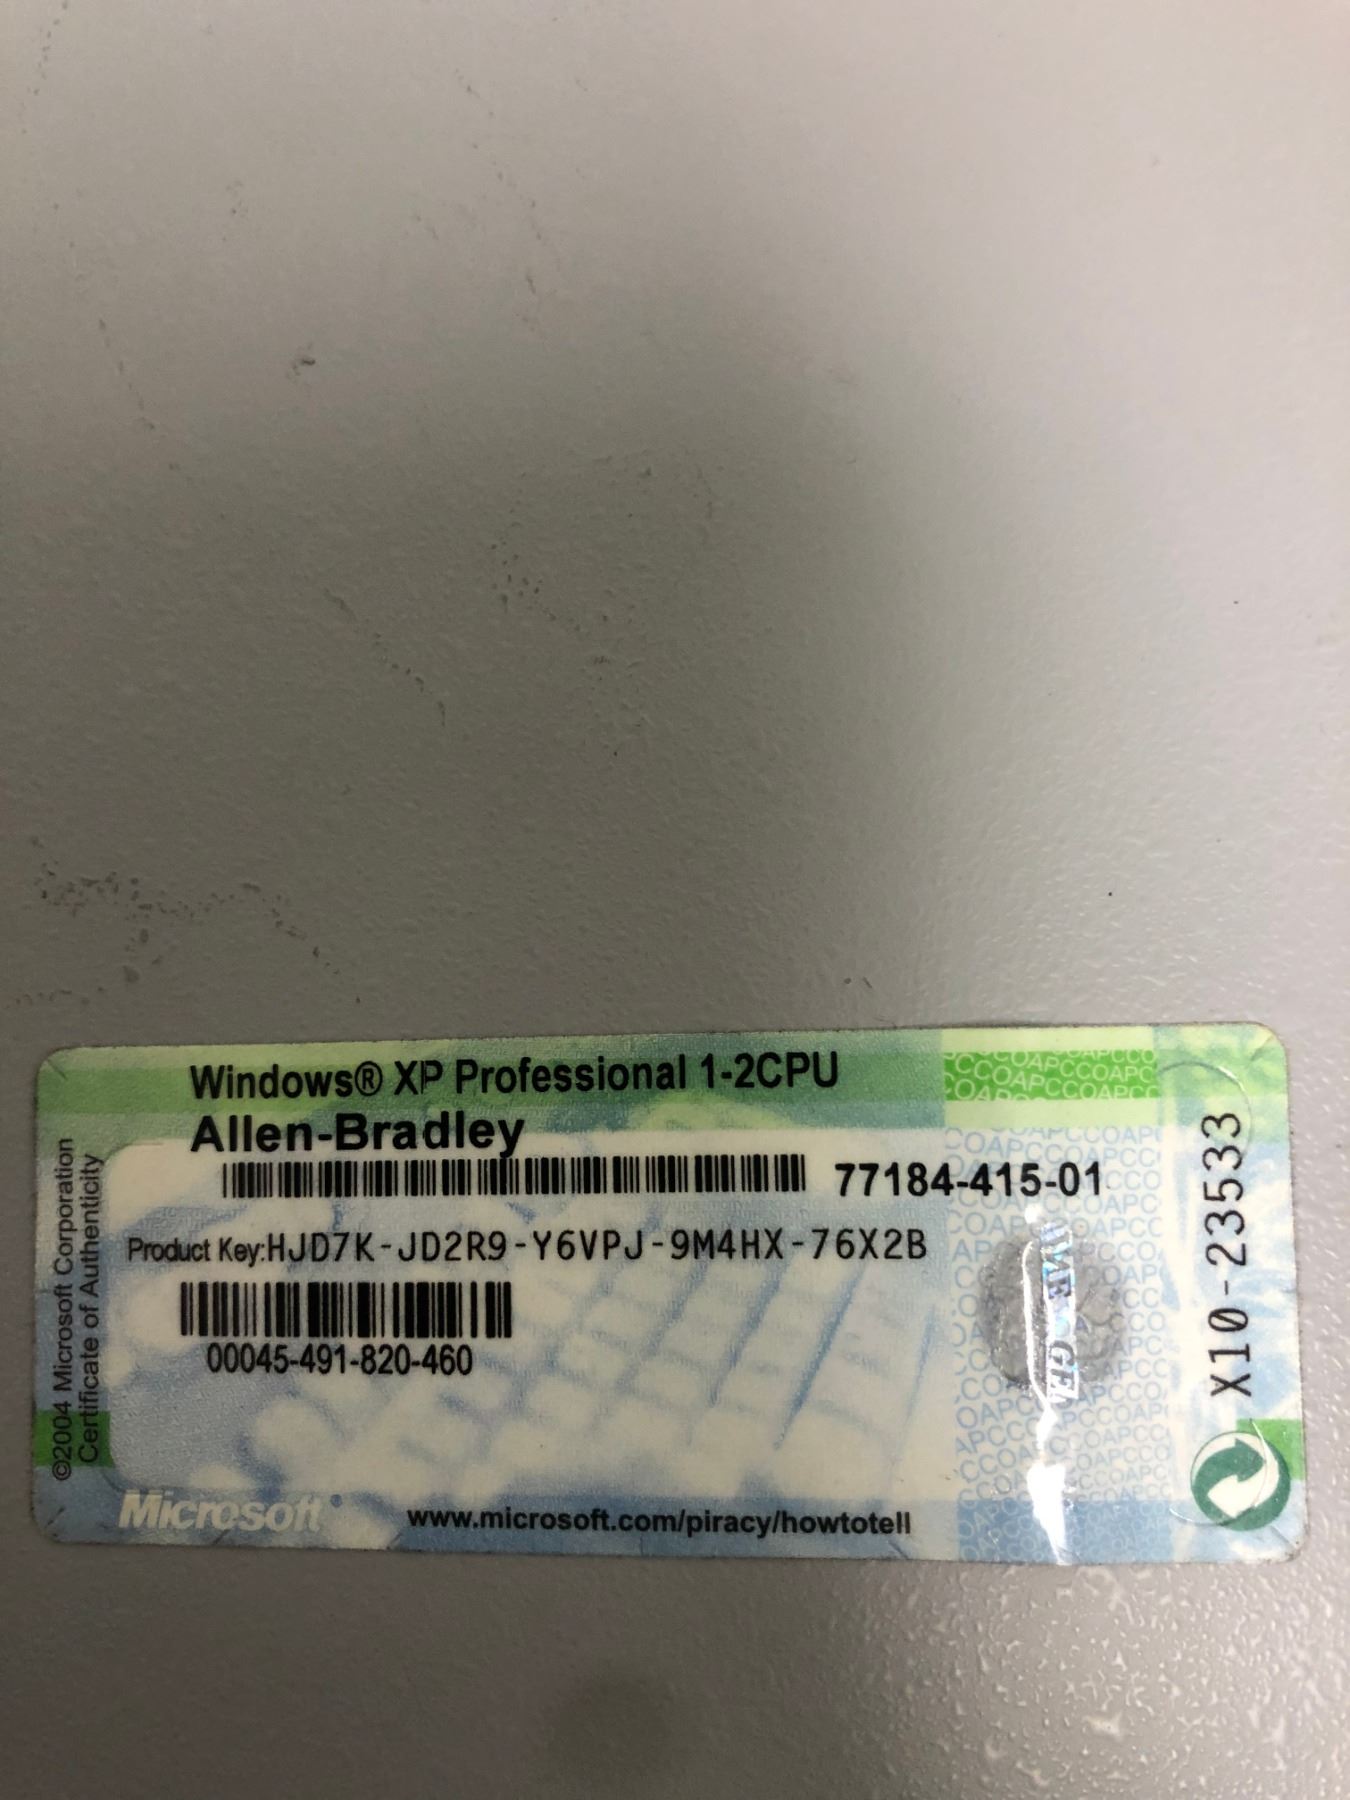 Windows® XP Professional 1-2CPU
Allen-Bradley
77184-415-01
Product Key:HJD7K-JD2R9-Y6VPJ-9M4HX-76X2B
00045-491-820-460
Microsoft®
www.microsoft.com/piracy/howtotell
©2004 Microsoft Corporation
Certificate of Authenticity
X10-23533